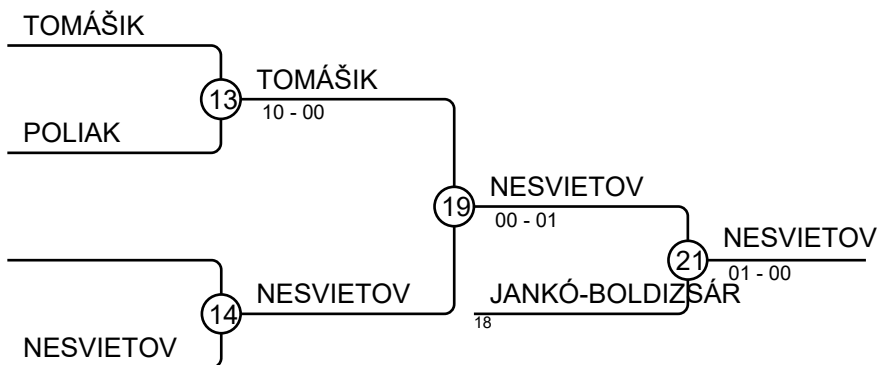 TOMÁŠIK
13
TOMÁŠIK
10 - 00
POLIAK
19
NESVIETOV
00 - 01
21
NESVIETOV
01 - 00
14
NESVIETOV
JANKÓ-BOLDIZSÁR
18
NESVIETOV